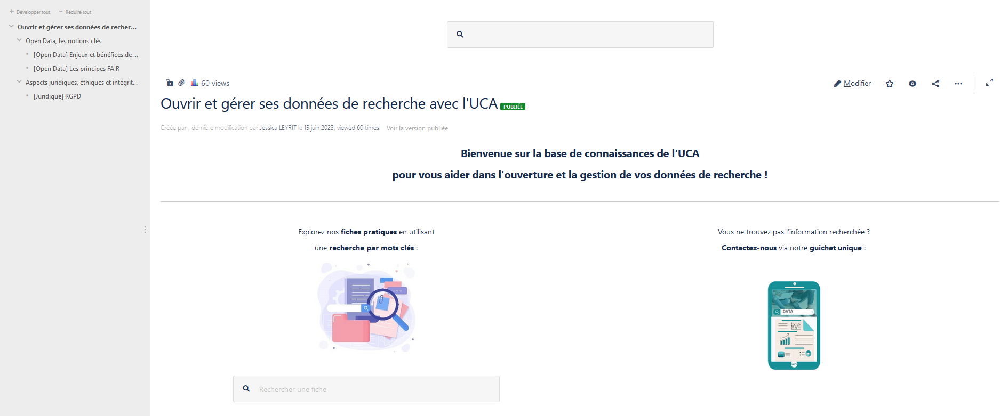 Développer tout Réduire tout
Ouvrir et gérer ses données de recher...
Open Data, les notions clés
[Open Data] Enjeux et bénéfices de ...
[Open Data] Les principes FAIR
Aspects juridiques, éthiques et intégrit...
[Juridique] RGPD
60 views
Modifier
Ouvrir et gérer ses données de recherche avec l'UCA PUBLIÉE
Créée par , dernière modification par Jessica LEYRIT le 15 juin 2023, viewed 60 times Voir la version publiée
Bienvenue sur la base de connaissances de l'UCA
pour vous aider dans l'ouverture et la gestion de vos données de recherche !
Explorez nos fiches pratiques en utilisant
une recherche par mots clés :
Vous ne trouvez pas l'information recherchée ?
Contactez-nous via notre guichet unique :
DATA
Rechercher une fiche